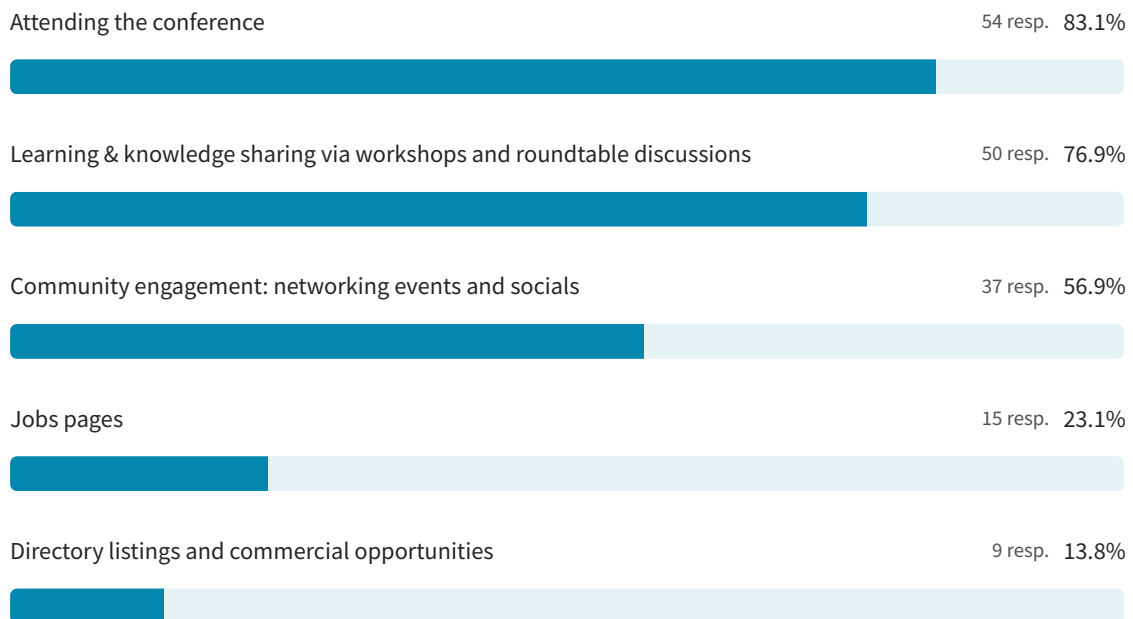 Attending the conference 54 resp. 83.1%
Learning & knowledge sharing via workshops and roundtable discussions 50 resp. 76.9%
Community engagement: networking events and socials 37 resp. 56.9%
Jobs pages 15 resp. 23.1%
Directory listings and commercial opportunities 9 resp. 13.8%